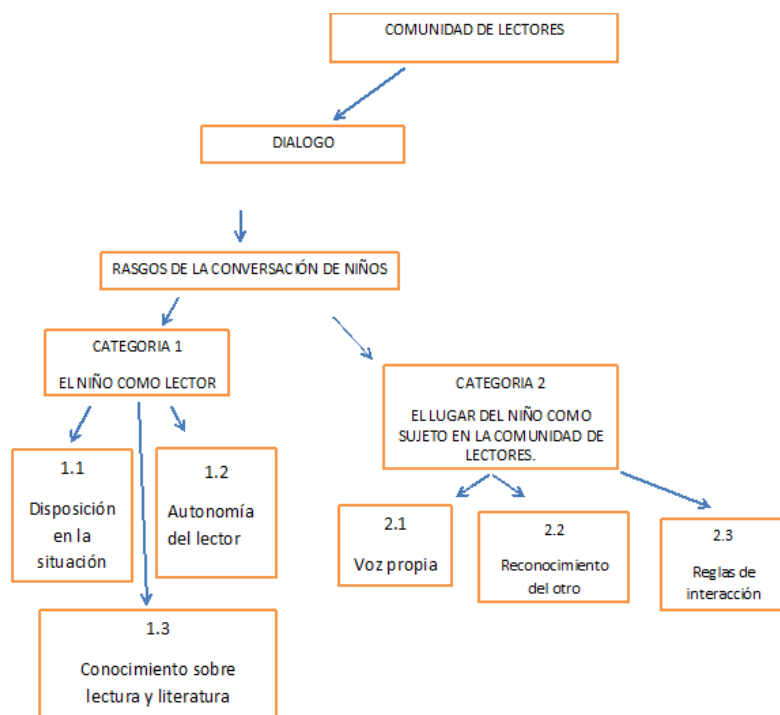 COMUNIDAD DE LECTORES
DIALOGO
RASGOS DE LA CONVERSACIÓN DE NIÑOS
CATEGORIA 1
EL NIÑO COMO LECTOR
CATEGORIA 2
EL LUGAR DEL NIÑO COMO
SUJETO EN LA COMUNIDAD DE
LECTORES.
1.1
Disposición
en la
situación
1.2
Autonomía
del lector
1.3
Conocimiento sobre
lectura y literatura
2.1
Voz propia
2.2
Reconocimiento
del otro
2.3
Reglas de
interacción